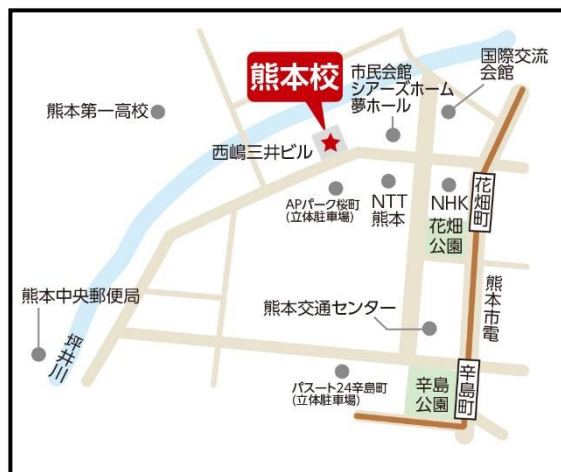 熊本校
国際交流
会館
市民会館
シアーズホーム
夢ホール
熊本第一高校
西嶋三井ビル
APパーク桜町
(立体駐車場)
NTT
熊本
NHK
花畑町
花畑
公園
熊本市電
熊本交通センター
熊本中央郵便局
坪井川
パスート24辛島町
(立体駐車場)
辛島
公園
辛島町